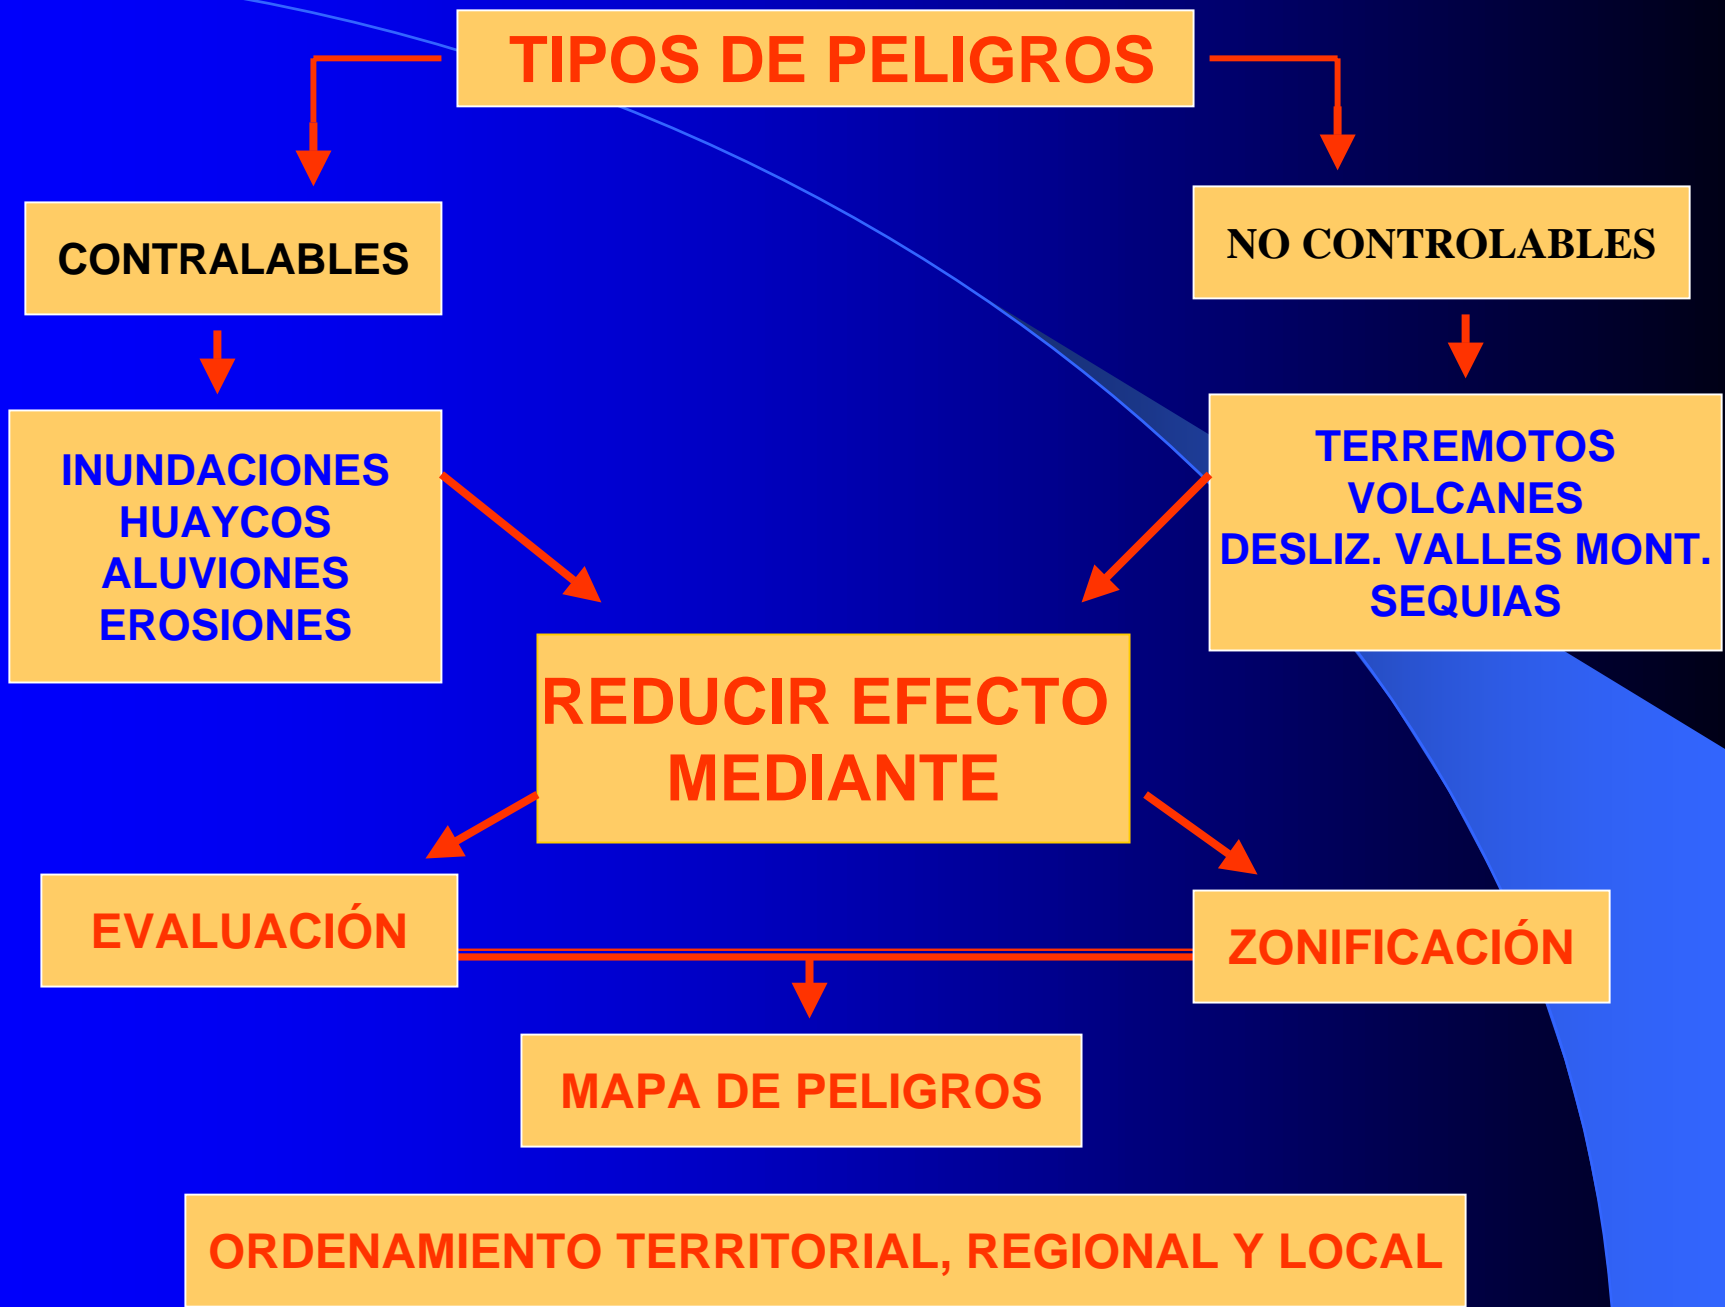 TIPOS DE PELIGROS
CONTRALABLES
NO CONTROLABLES
INUNDACIONES
HUAYCOS
ALUVIONES
EROSIONES
TERREMOTOS
VOLCANES
DESLIZ. VALLES MONT.
SEQUIAS
REDUCIR EFECTO
MEDIANTE
EVALUACIÓN
ZONIFICACIÓN
MAPA DE PELIGROS
ORDENAMIENTO TERRITORIAL, REGIONAL Y LOCAL